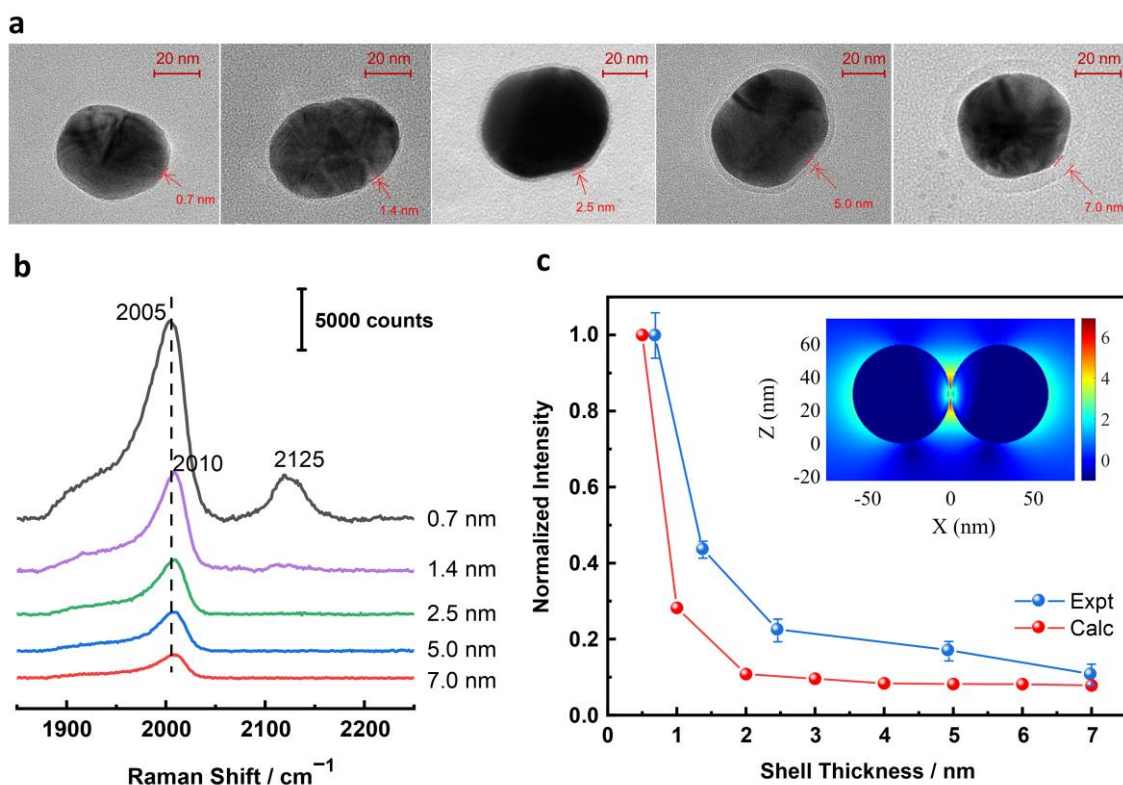 a
20 nm
20 nm
20 nm
20 nm
20 nm
0.7 nm
1.4 nm
2.5 nm
5.0 nm
7.0 nm
b
2005
5000 counts
2010
2125
0.7 nm
1.4 nm
2.5 nm
5.0 nm
7.0 nm
1900 2000 2100 2200
Raman Shift / cm⁻¹
c
1.0
0.8
0.6
0.4
0.2
0.0
Normalized Intensity
60
40
20
0
-20
Z (nm)
-50 0 50
X (nm)
6
4
2
0
Expt
Calc
0 1 2 3 4 5 6 7
Shell Thickness / nm